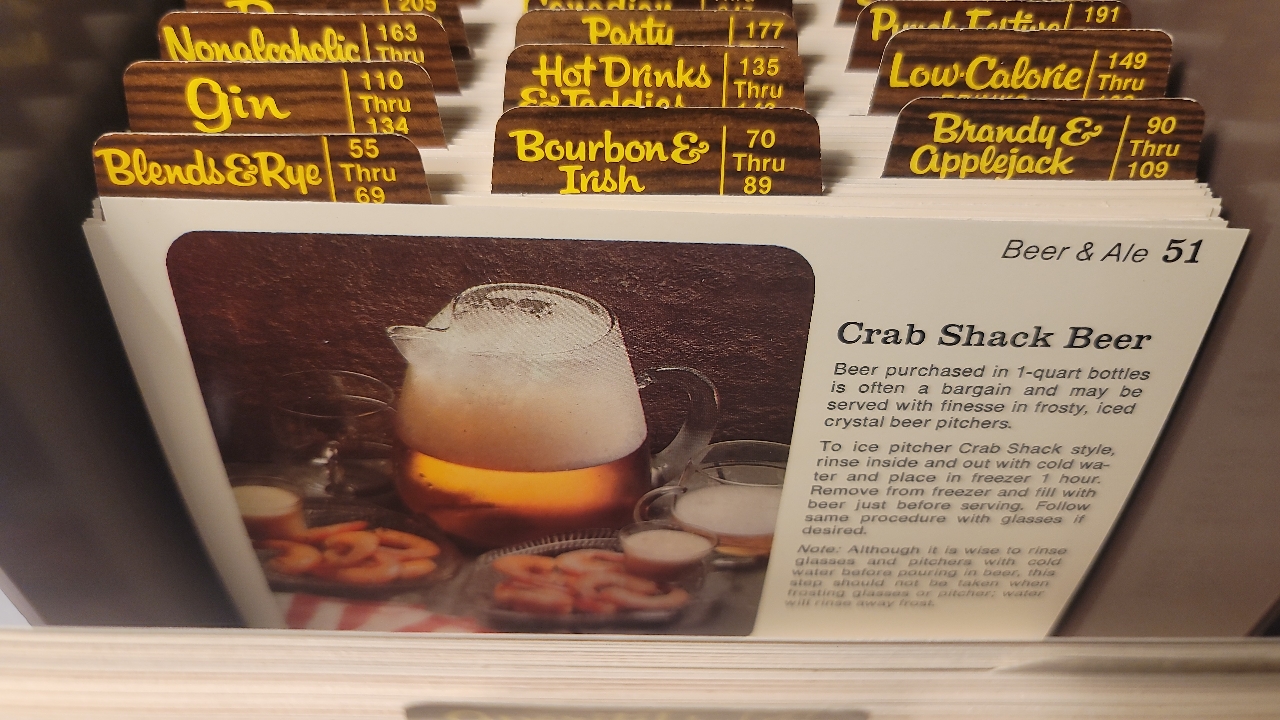 205
Canadian
Nonalcoholic 163
Thru
Party 177
Punch Festive 191
Gin 110
Thru
134
Hot Drinks 135
& Toddies Thru
Low-Calorie 149
Thru
Blends & Rye 55
Thru
69
Bourbon & 70
Irish Thru
89
Brandy & 90
Applejack Thru
109
Beer & Ale 51
Crab Shack Beer
Beer purchased in 1-quart bottles
is often a bargain and may be
served with finesse in frosty, iced
crystal beer pitchers.
To ice pitcher Crab Shack style,
rinse inside and out with cold wa-
ter and place in freezer 1 hour.
Remove from freezer and fill with
beer just before serving. Follow
same procedure with glasses if
desired.
Note: Although it is wise to rinse
glasses and pitchers with cold
water before pouring in beer, this
step should not be taken when
frosting glasses or pitcher; water
will rinse away frost.